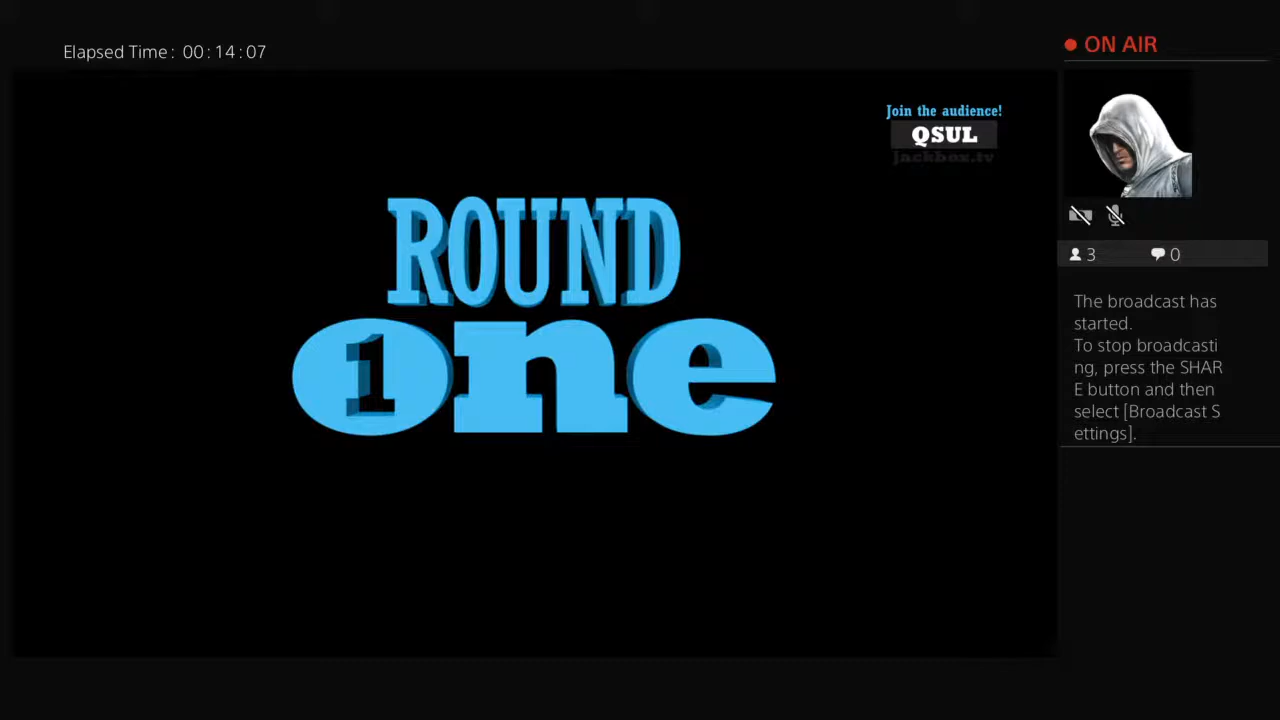 Elapsed Time: 00:14:07
ON AIR
Join the audience!
QSUL
jackbox.tv
ROUND
1
One
3
0
The broadcast has
started.
To stop broadcasti
ng, press the SHAR
E button and then
select [Broadcast S
ettings].